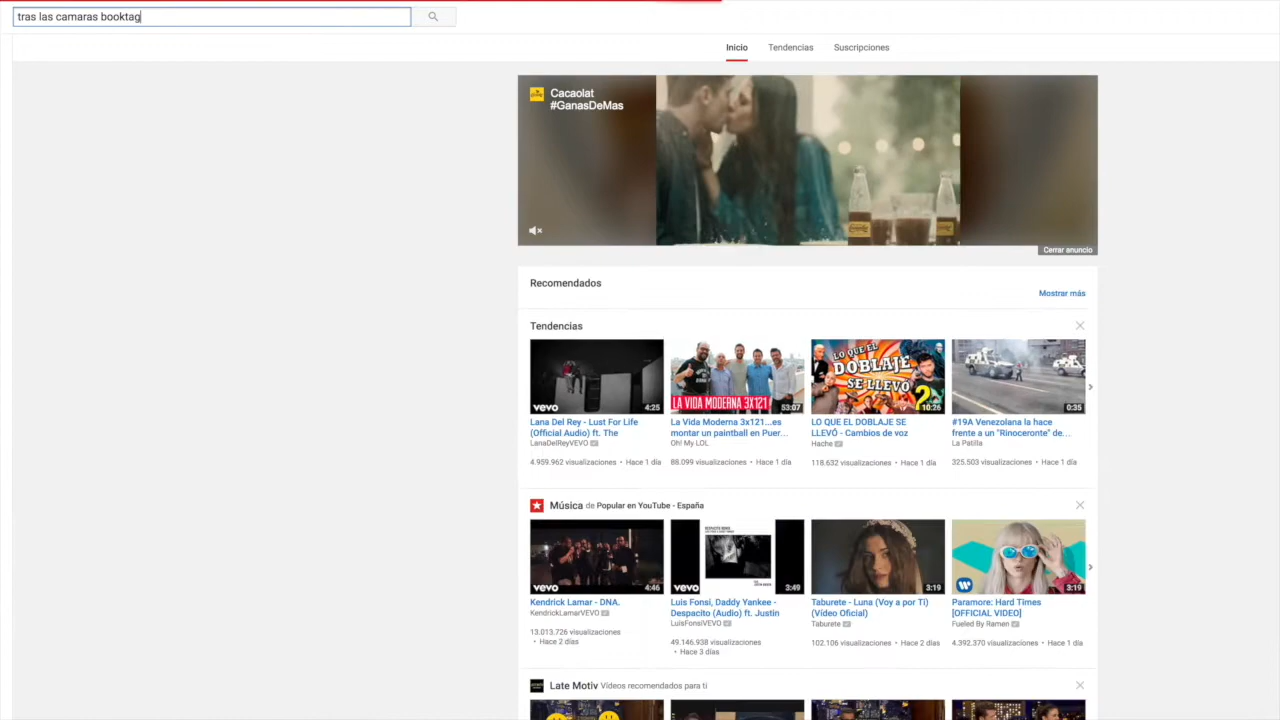 tras las camaras booktag
Inicio Tendencias Suscripciones
Cacaolat
#GanasDeMas
Cerrar anuncio
Recomendados
Mostrar más
Tendencias
vevo 4:25
LA VIDA MODERNA 3X121 53:07
LO QUE EL
DOBLAJE
SE LLEVÓ
2
10:26
0:35
Lana Del Rey - Lust For Life
(Official Audio) ft. The
LanaDelReyVEVO
4.959.962 visualizaciones • Hace 1 día
La Vida Moderna 3x121...es
montar un paintball en Puer...
Oh! My LOL
88.099 visualizaciones • Hace 1 día
LO QUE EL DOBLAJE SE
LLEVÓ - Cambios de voz
Hache
118.632 visualizaciones • Hace 1 día
#19A Venezolana la hace
frente a un "Rinoceronte" de...
La Patilla
325.503 visualizaciones • Hace 1 día
Música de Popular en YouTube - España
vevo 4:46
vevo 3:49
3:19
W 3:19
Kendrick Lamar - DNA.
KendrickLamarVEVO
13.013.726 visualizaciones
• Hace 2 días
Luis Fonsi, Daddy Yankee -
Despacito (Audio) ft. Justin
LuisFonsiVEVO
49.146.938 visualizaciones
• Hace 3 días
Taburete - Luna (Voy a por Ti)
(Vídeo Oficial)
Taburete
102.106 visualizaciones • Hace 2 días
Paramore: Hard Times
[OFFICIAL VIDEO]
Fueled By Ramen
4.392.370 visualizaciones • Hace 1 día
Late Motiv Vídeos recomendados para ti